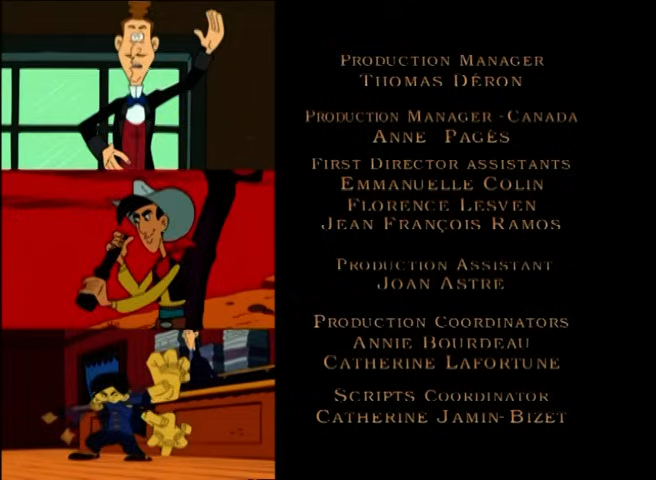 Production Manager
Thomas Déron
Production Manager - Canada
Anne Pagès
First Director assistants
Emmanuelle Colin
Florence Lesven
Jean François Ramos
Production Assistant
Joan Astre
Production Coordinators
Annie Bourdeau
Catherine Lafortune
Scripts Coordinator
Catherine Jamin-Bizet